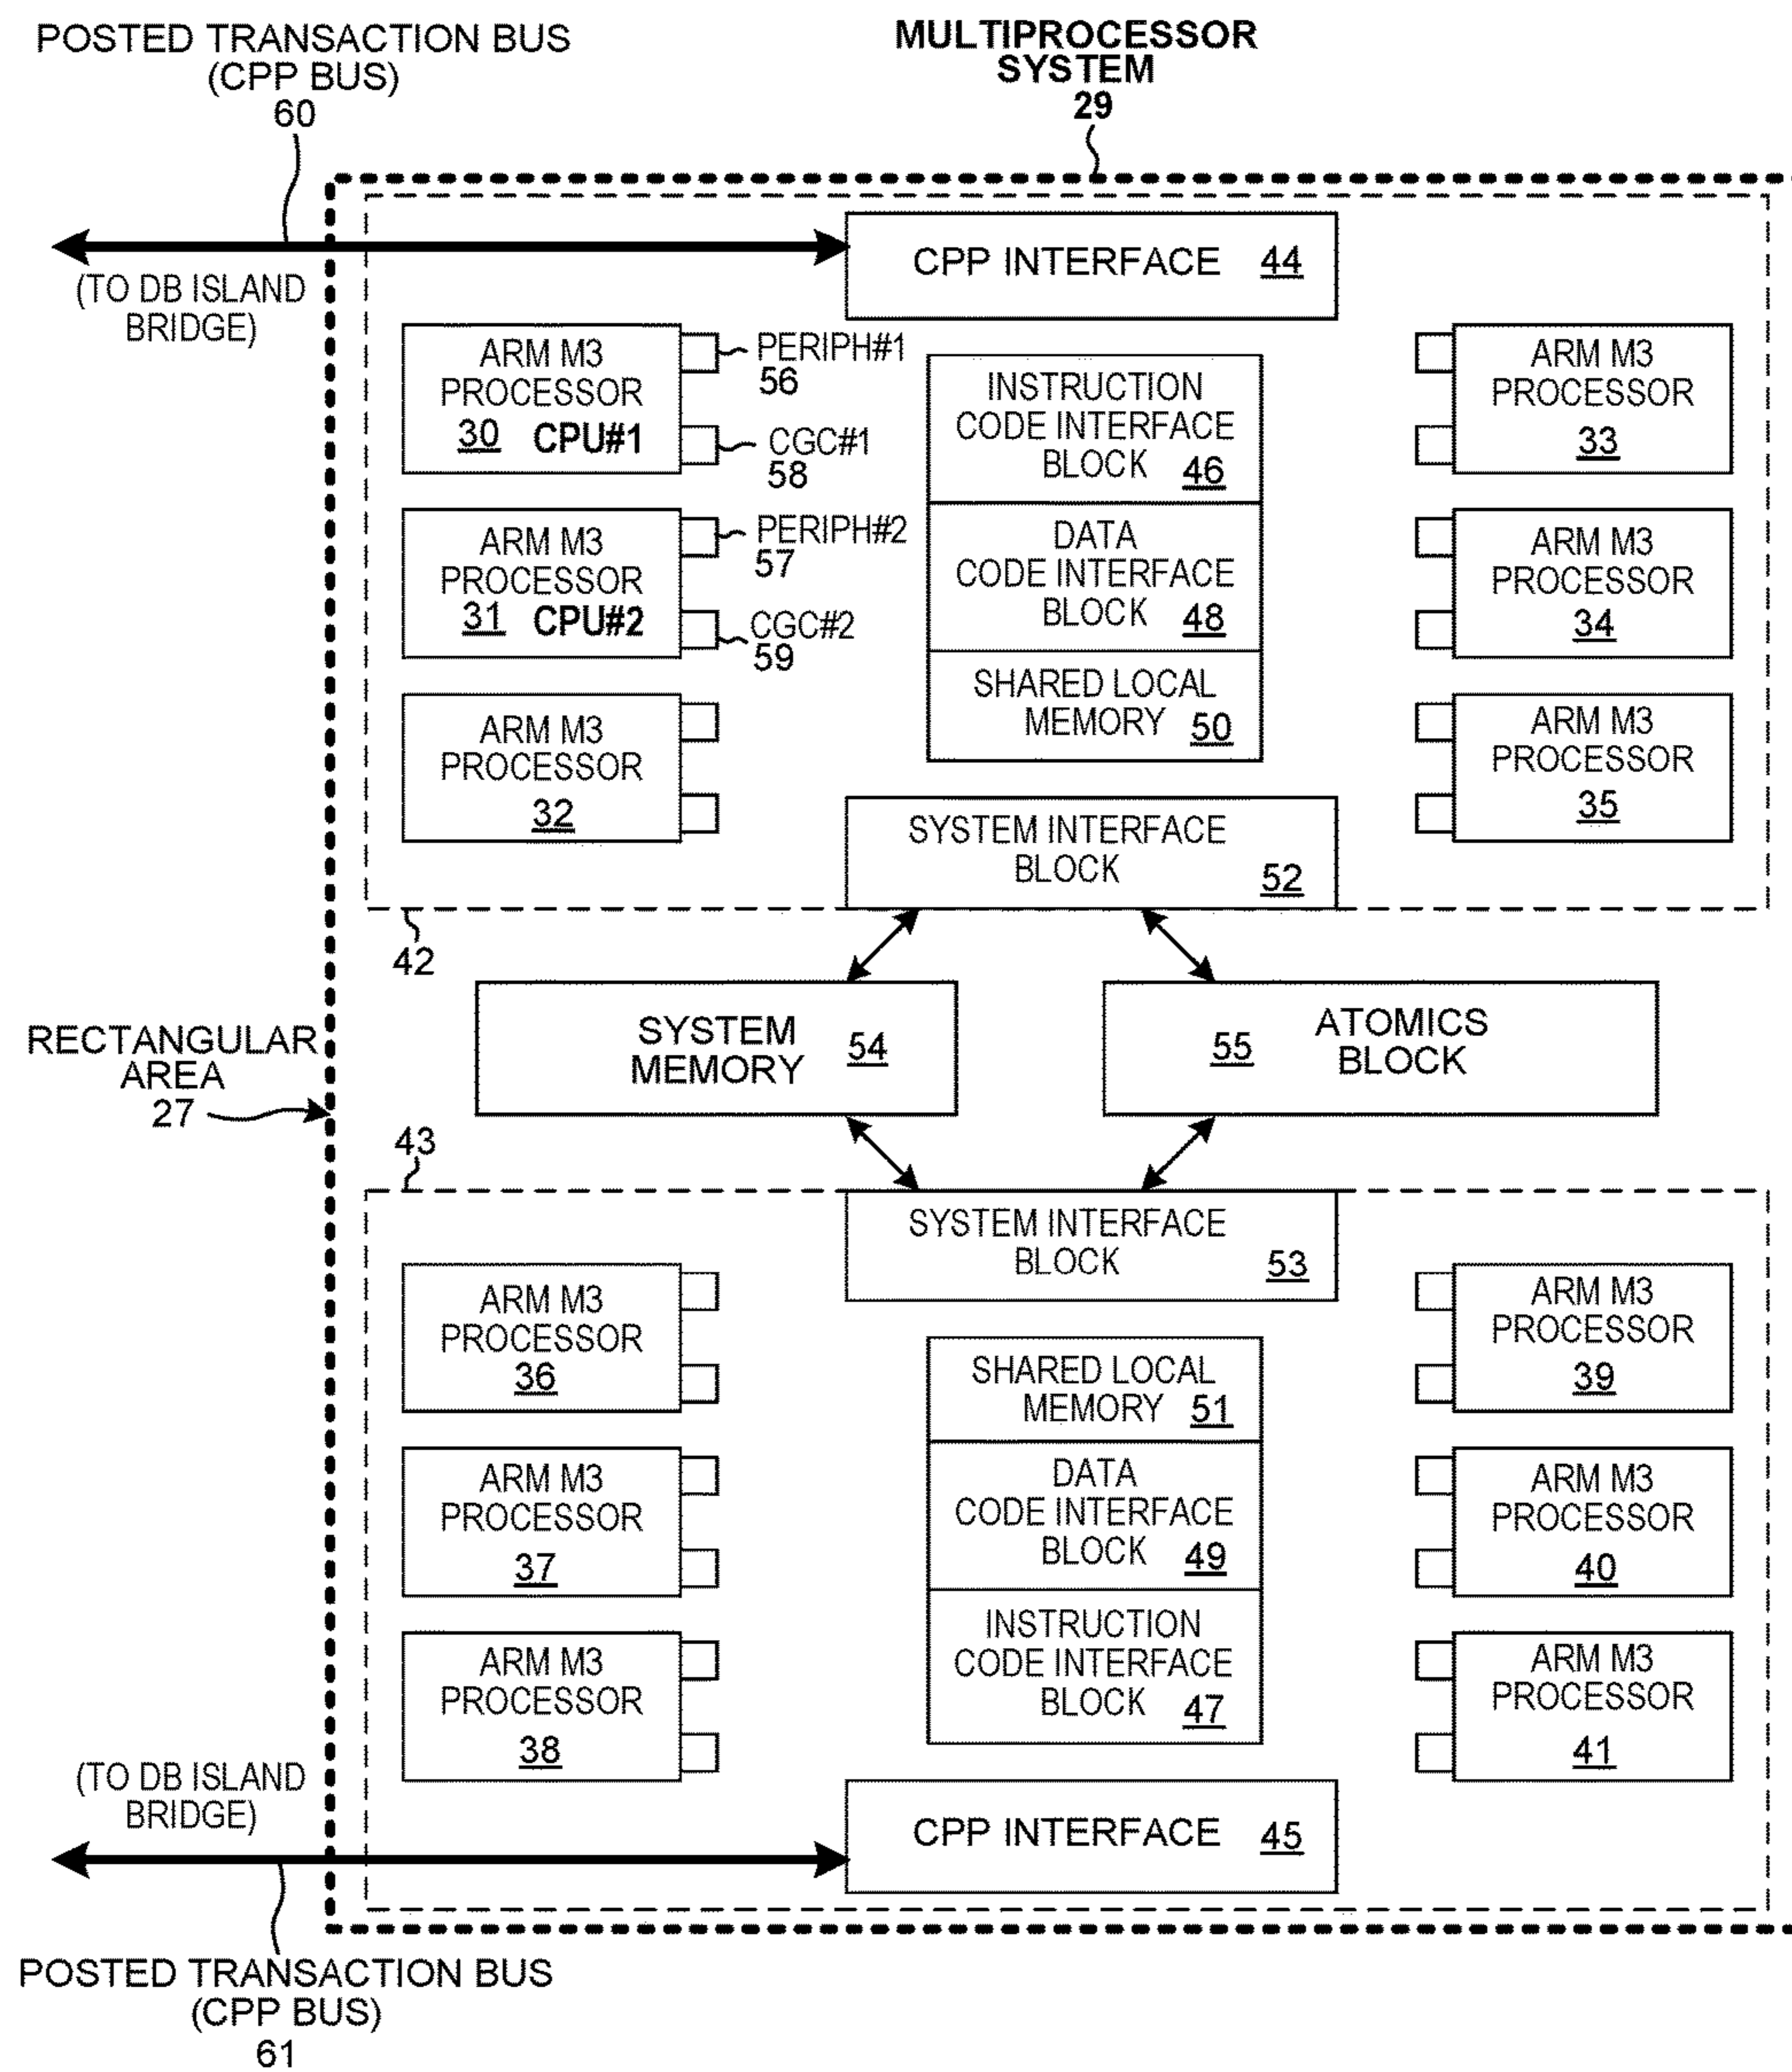 POSTED TRANSACTION BUS
(CPP BUS)
60
MULTIPROCESSOR
SYSTEM
29
(TO DB ISLAND
BRIDGE)
CPP INTERFACE 44
ARM M3
PROCESSOR
30 CPU#1
PERIPH#1
56
CGC#1
58
INSTRUCTION
CODE INTERFACE
BLOCK 46
ARM M3
PROCESSOR
33
ARM M3
PROCESSOR
31 CPU#2
PERIPH#2
57
CGC#2
59
DATA
CODE INTERFACE
BLOCK 48
ARM M3
PROCESSOR
34
ARM M3
PROCESSOR
32
SHARED LOCAL
MEMORY 50
ARM M3
PROCESSOR
35
SYSTEM INTERFACE
BLOCK 52
42
SYSTEM
MEMORY 54
55 ATOMICS
BLOCK
RECTANGULAR
AREA
27
43
SYSTEM INTERFACE
BLOCK 53
ARM M3
PROCESSOR
36
SHARED LOCAL
MEMORY 51
ARM M3
PROCESSOR
39
ARM M3
PROCESSOR
37
DATA
CODE INTERFACE
BLOCK 49
ARM M3
PROCESSOR
40
ARM M3
PROCESSOR
38
INSTRUCTION
CODE INTERFACE
BLOCK 47
ARM M3
PROCESSOR
41
(TO DB ISLAND
BRIDGE)
CPP INTERFACE 45
POSTED TRANSACTION BUS
(CPP BUS)
61